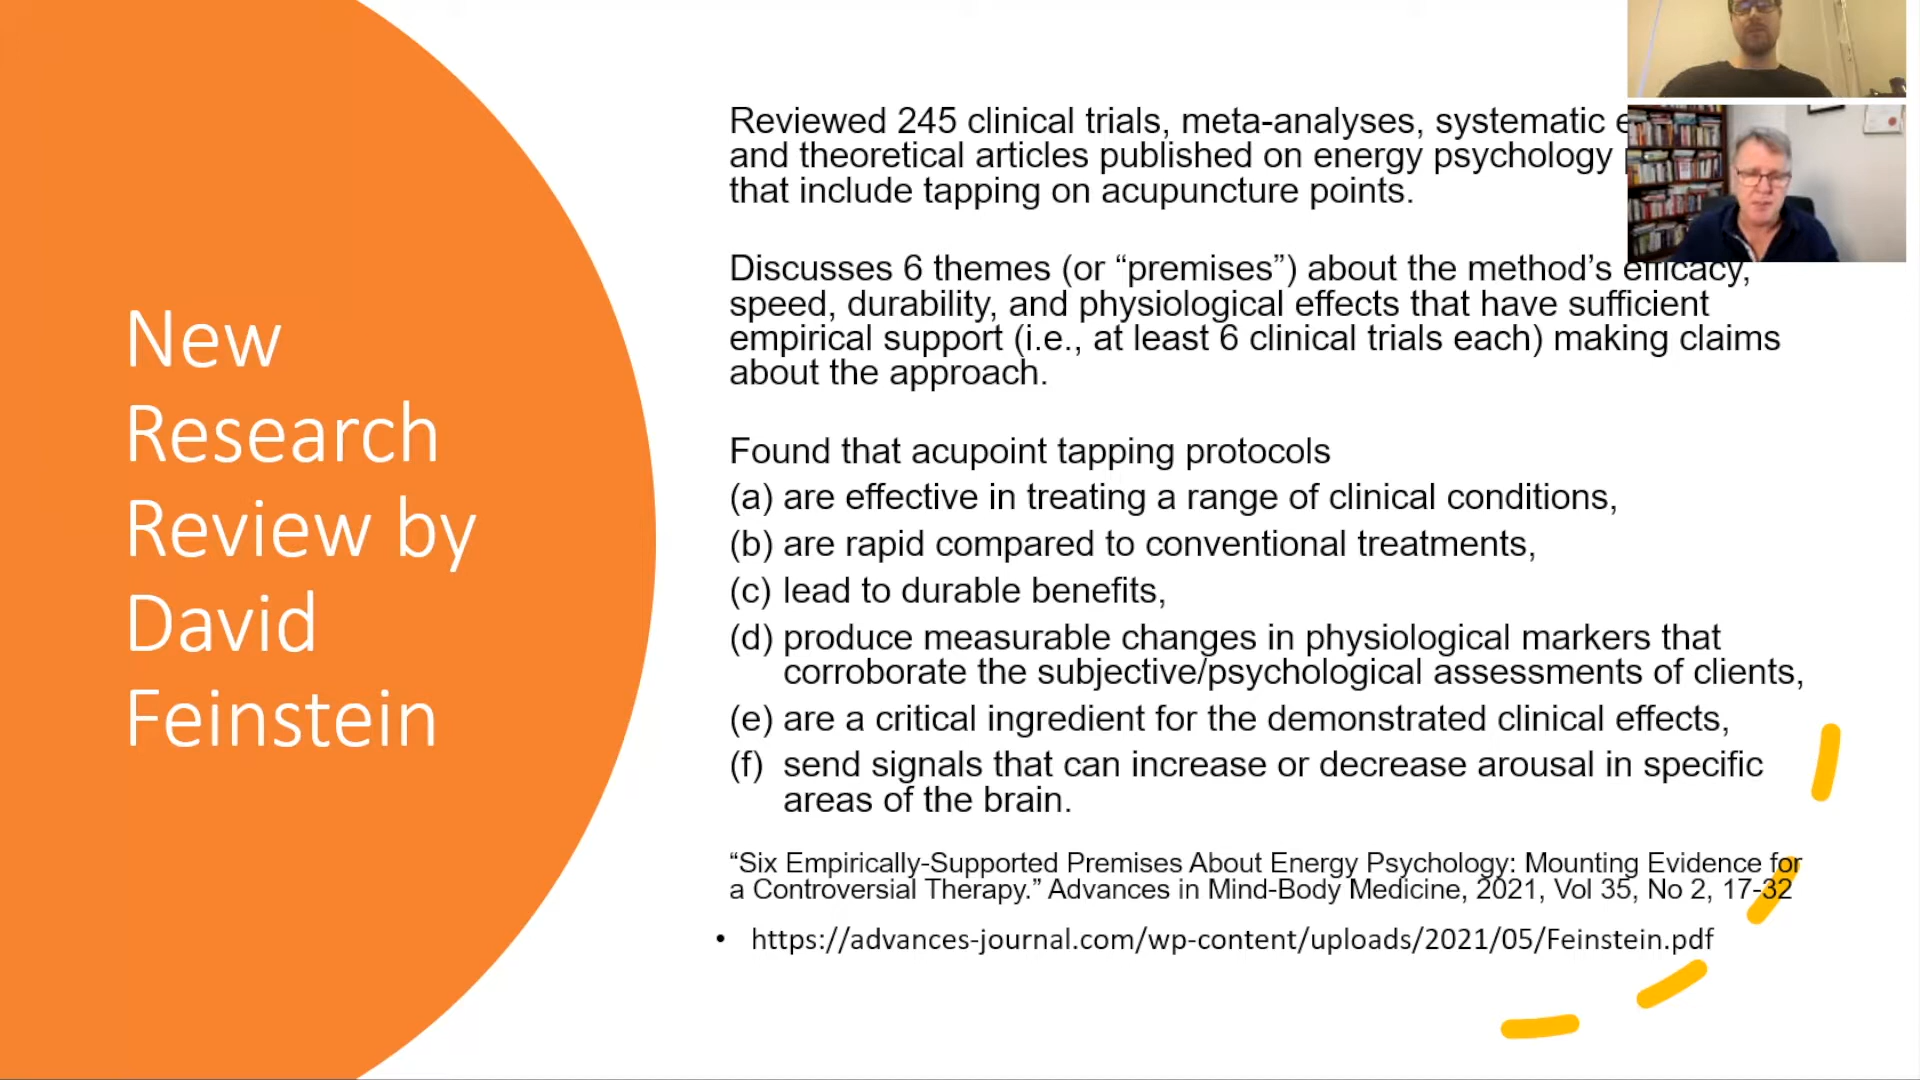 New
Research
Review by
David
Feinstein
Reviewed 245 clinical trials, meta-analyses, systematic
and theoretical articles published on energy psychology
that include tapping on acupuncture points.
Discusses 6 themes (or “premises”) about the method’s efficacy,
speed, durability, and physiological effects that have sufficient
empirical support (i.e., at least 6 clinical trials each) making claims
about the approach.
Found that acupoint tapping protocols
(a) are effective in treating a range of clinical conditions,
(b) are rapid compared to conventional treatments,
(c) lead to durable benefits,
(d) produce measurable changes in physiological markers that
corroborate the subjective/psychological assessments of clients,
(e) are a critical ingredient for the demonstrated clinical effects,
(f) send signals that can increase or decrease arousal in specific
areas of the brain.
“Six Empirically-Supported Premises About Energy Psychology: Mounting Evidence for
a Controversial Therapy.” Advances in Mind-Body Medicine, 2021, Vol 35, No 2, 17-32
• https://advances-journal.com/wp-content/uploads/2021/05/Feinstein.pdf